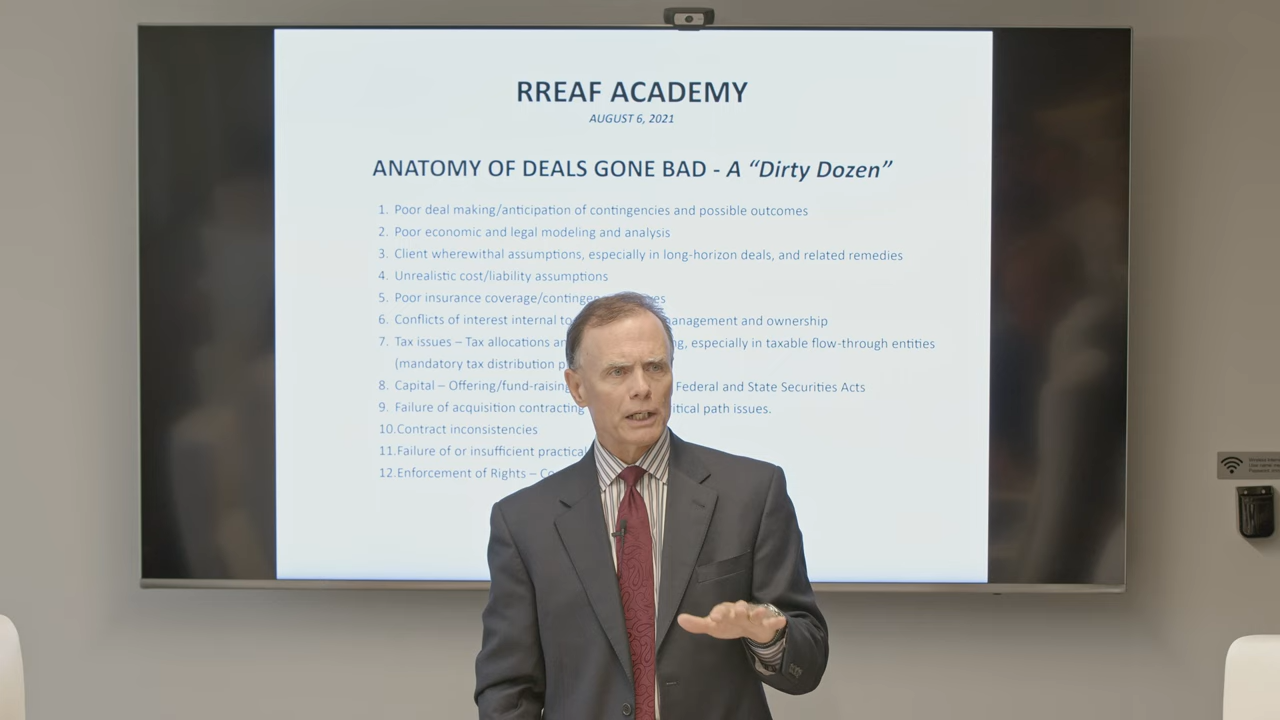 RREAF ACADEMY
AUGUST 6, 2021
ANATOMY OF DEALS GONE BAD - A “Dirty Dozen”
1. Poor deal making/anticipation of contingencies and possible outcomes
2. Poor economic and legal modeling and analysis
3. Client wherewithal assumptions, especially in long-horizon deals, and related remedies
4. Unrealistic cost/liability assumptions
5. Poor insurance coverage/
6. Conflicts of interest internal management and ownership
7. Tax issues – Tax allocations especially in taxable flow-through entities
(mandatory tax distribution
8. Capital – Offering/fund-raising Federal and State Securities Acts
9. Failure of acquisition contracting path issues.
10.Contract inconsistencies
11.Failure of or insufficient practical
12.Enforcement of Rights –